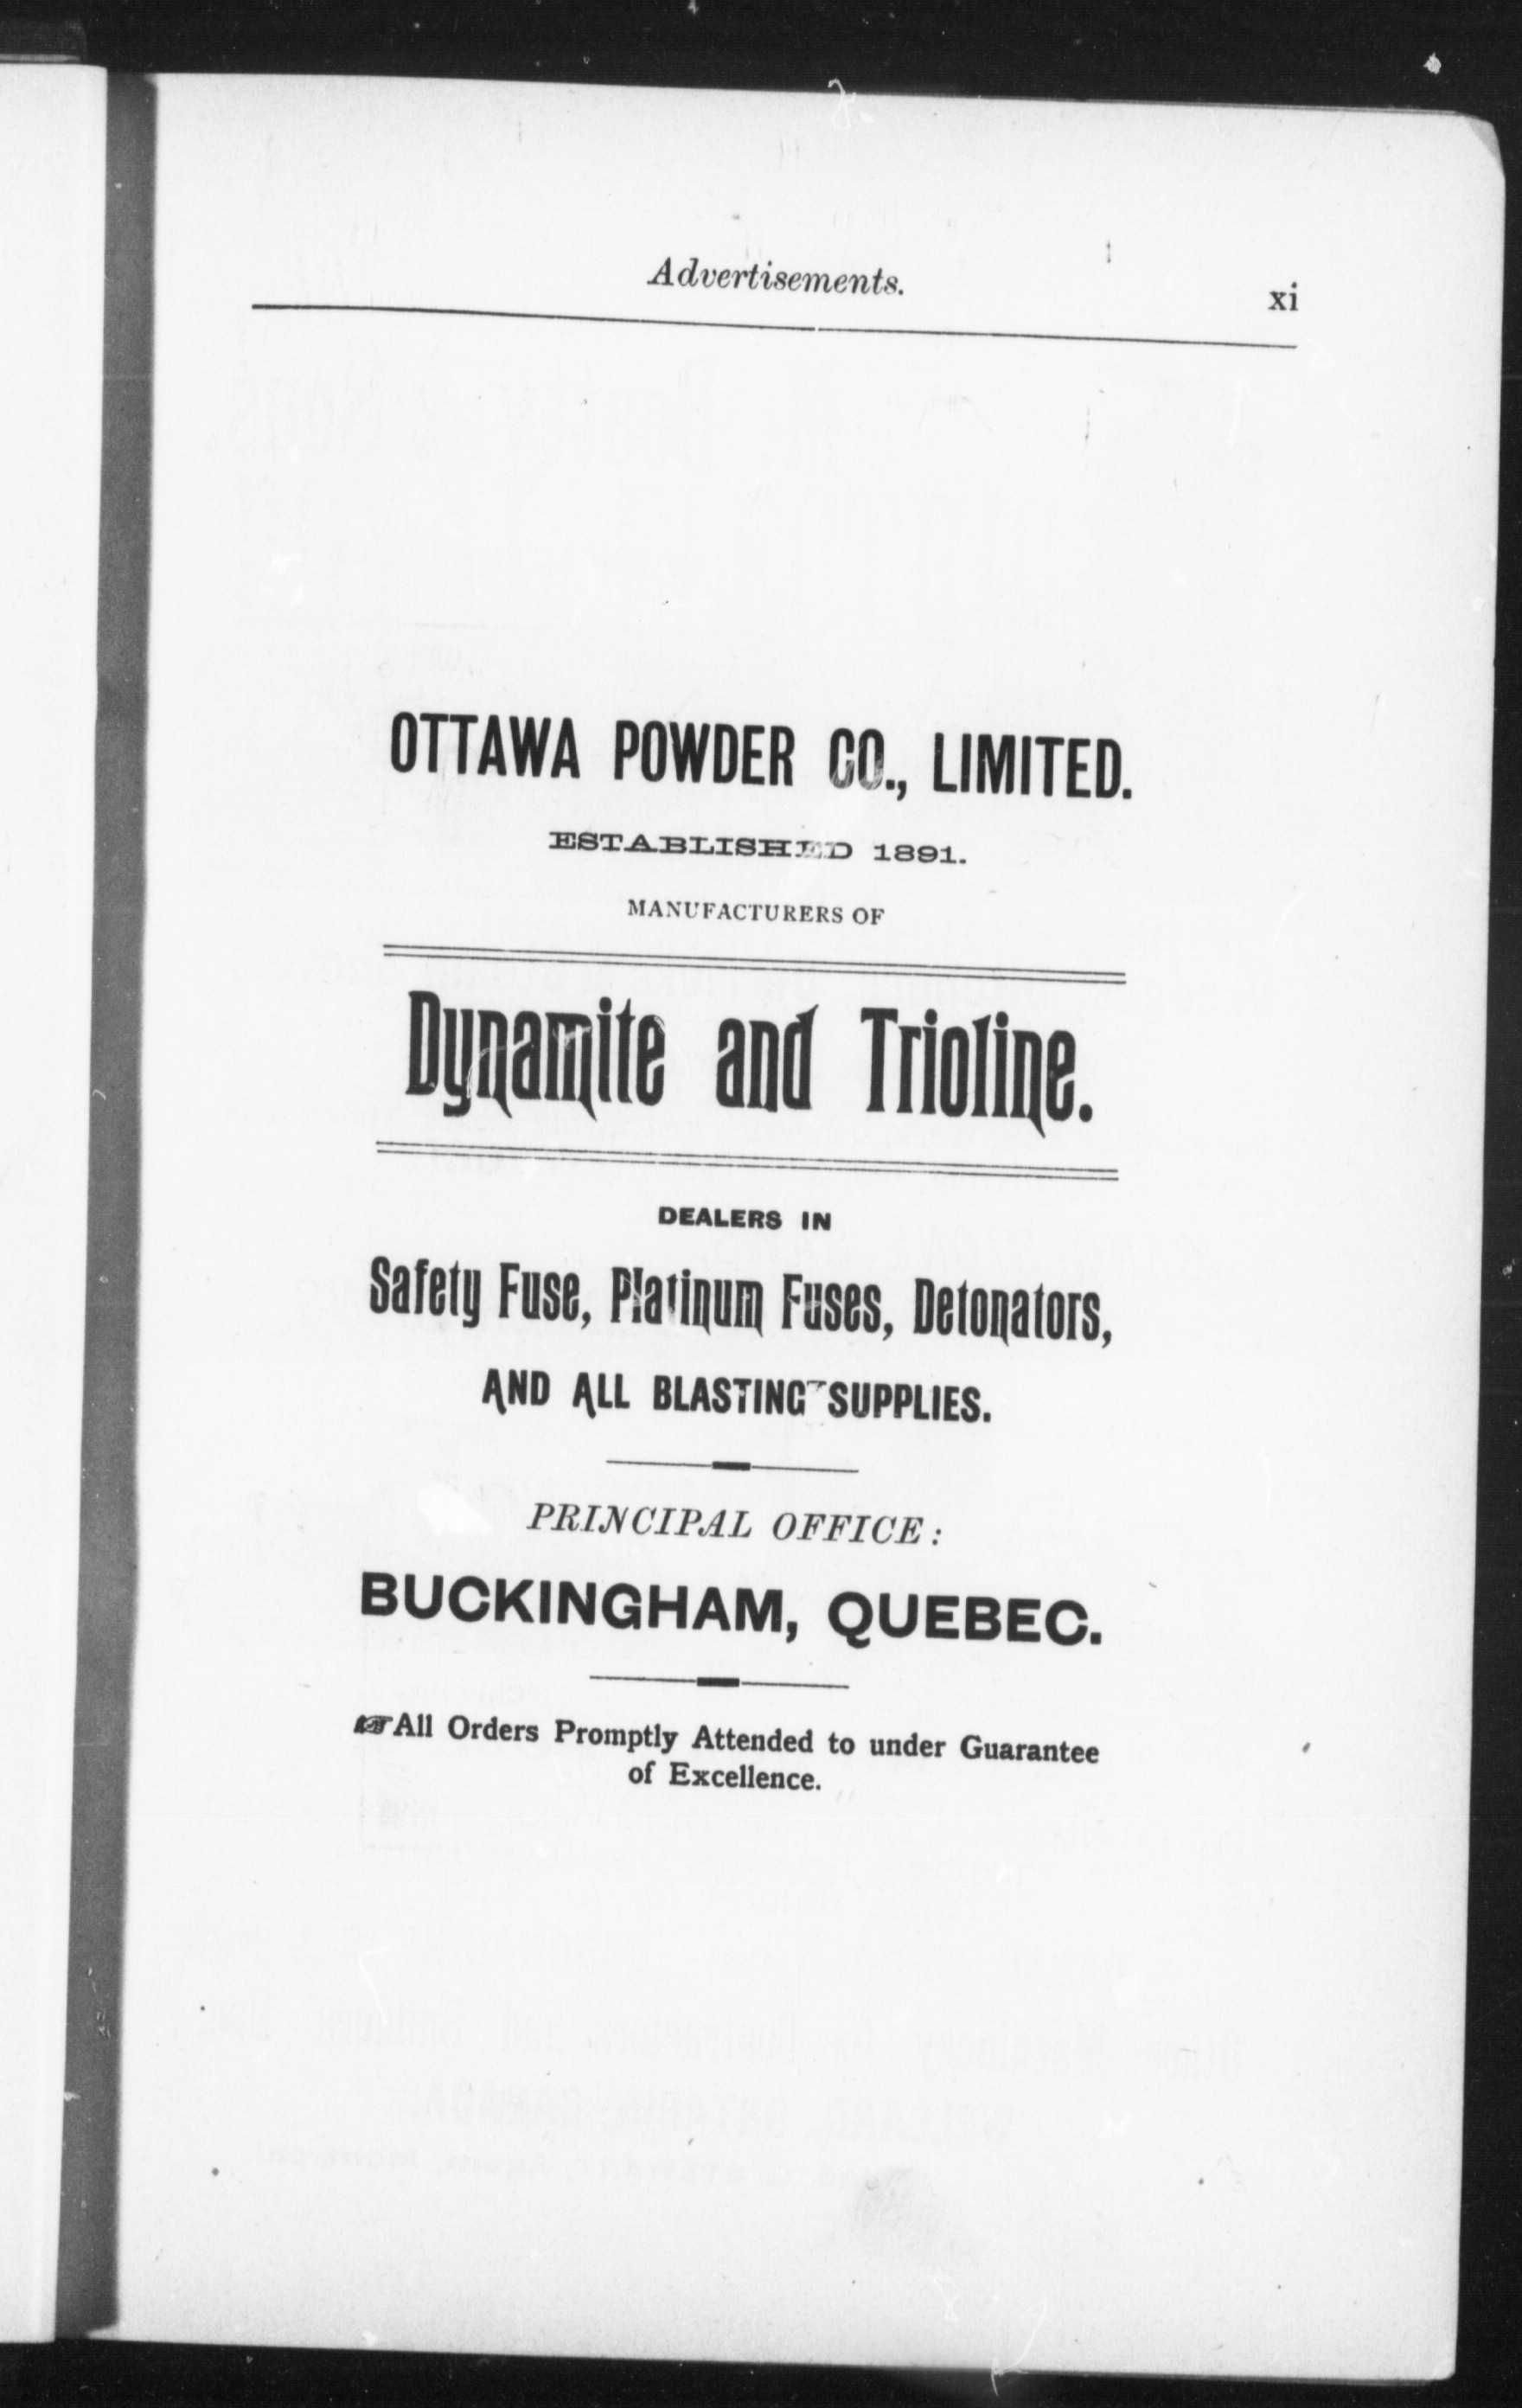 Advertisements.
xi
OTTAWA POWDER CO., LIMITED.
ESTABLISHED 1891.
MANUFACTURERS OF
Dynamite and Trioline.
DEALERS IN
Safety Fuse, Platinum Fuses, Detonators,
AND ALL BLASTING SUPPLIES.
PRINCIPAL OFFICE:
BUCKINGHAM, QUEBEC.
☞All Orders Promptly Attended to under Guarantee
of Excellence.